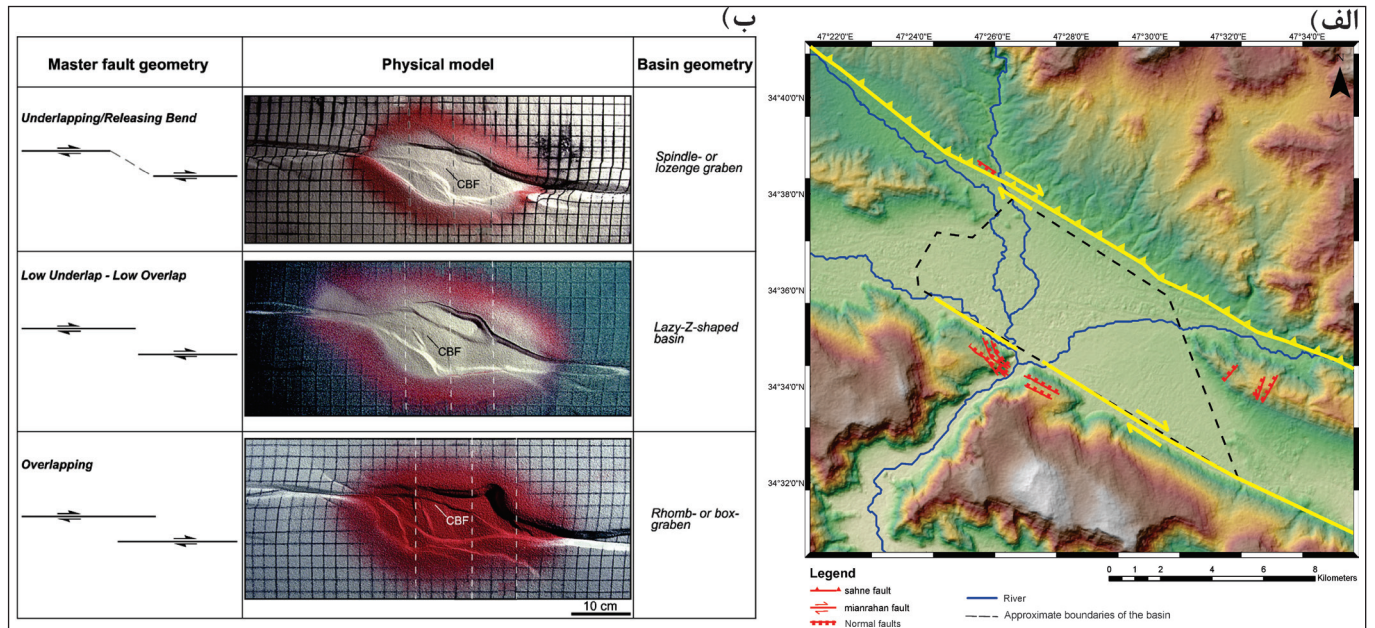 ب)
Master fault geometry
Physical model
Basin geometry
Underlapping/Releasing Bend
CBF
Spindle- or
lozenge graben
Low Underlap - Low Overlap
CBF
Lazy-Z-shaped
basin
Overlapping
CBF
Rhomb- or box-
graben
10 cm
الف)
47°22'0"E 47°24'0"E 47°26'0"E 47°28'0"E 47°30'0"E 47°32'0"E 47°34'0"E
34°40'0"N
34°38'0"N
34°36'0"N
34°34'0"N
34°32'0"N
Legend
sahne fault
mianrahan fault
Normal faults
River
Approximate boundaries of the basin
0 1 2 4 6 8
Kilometers